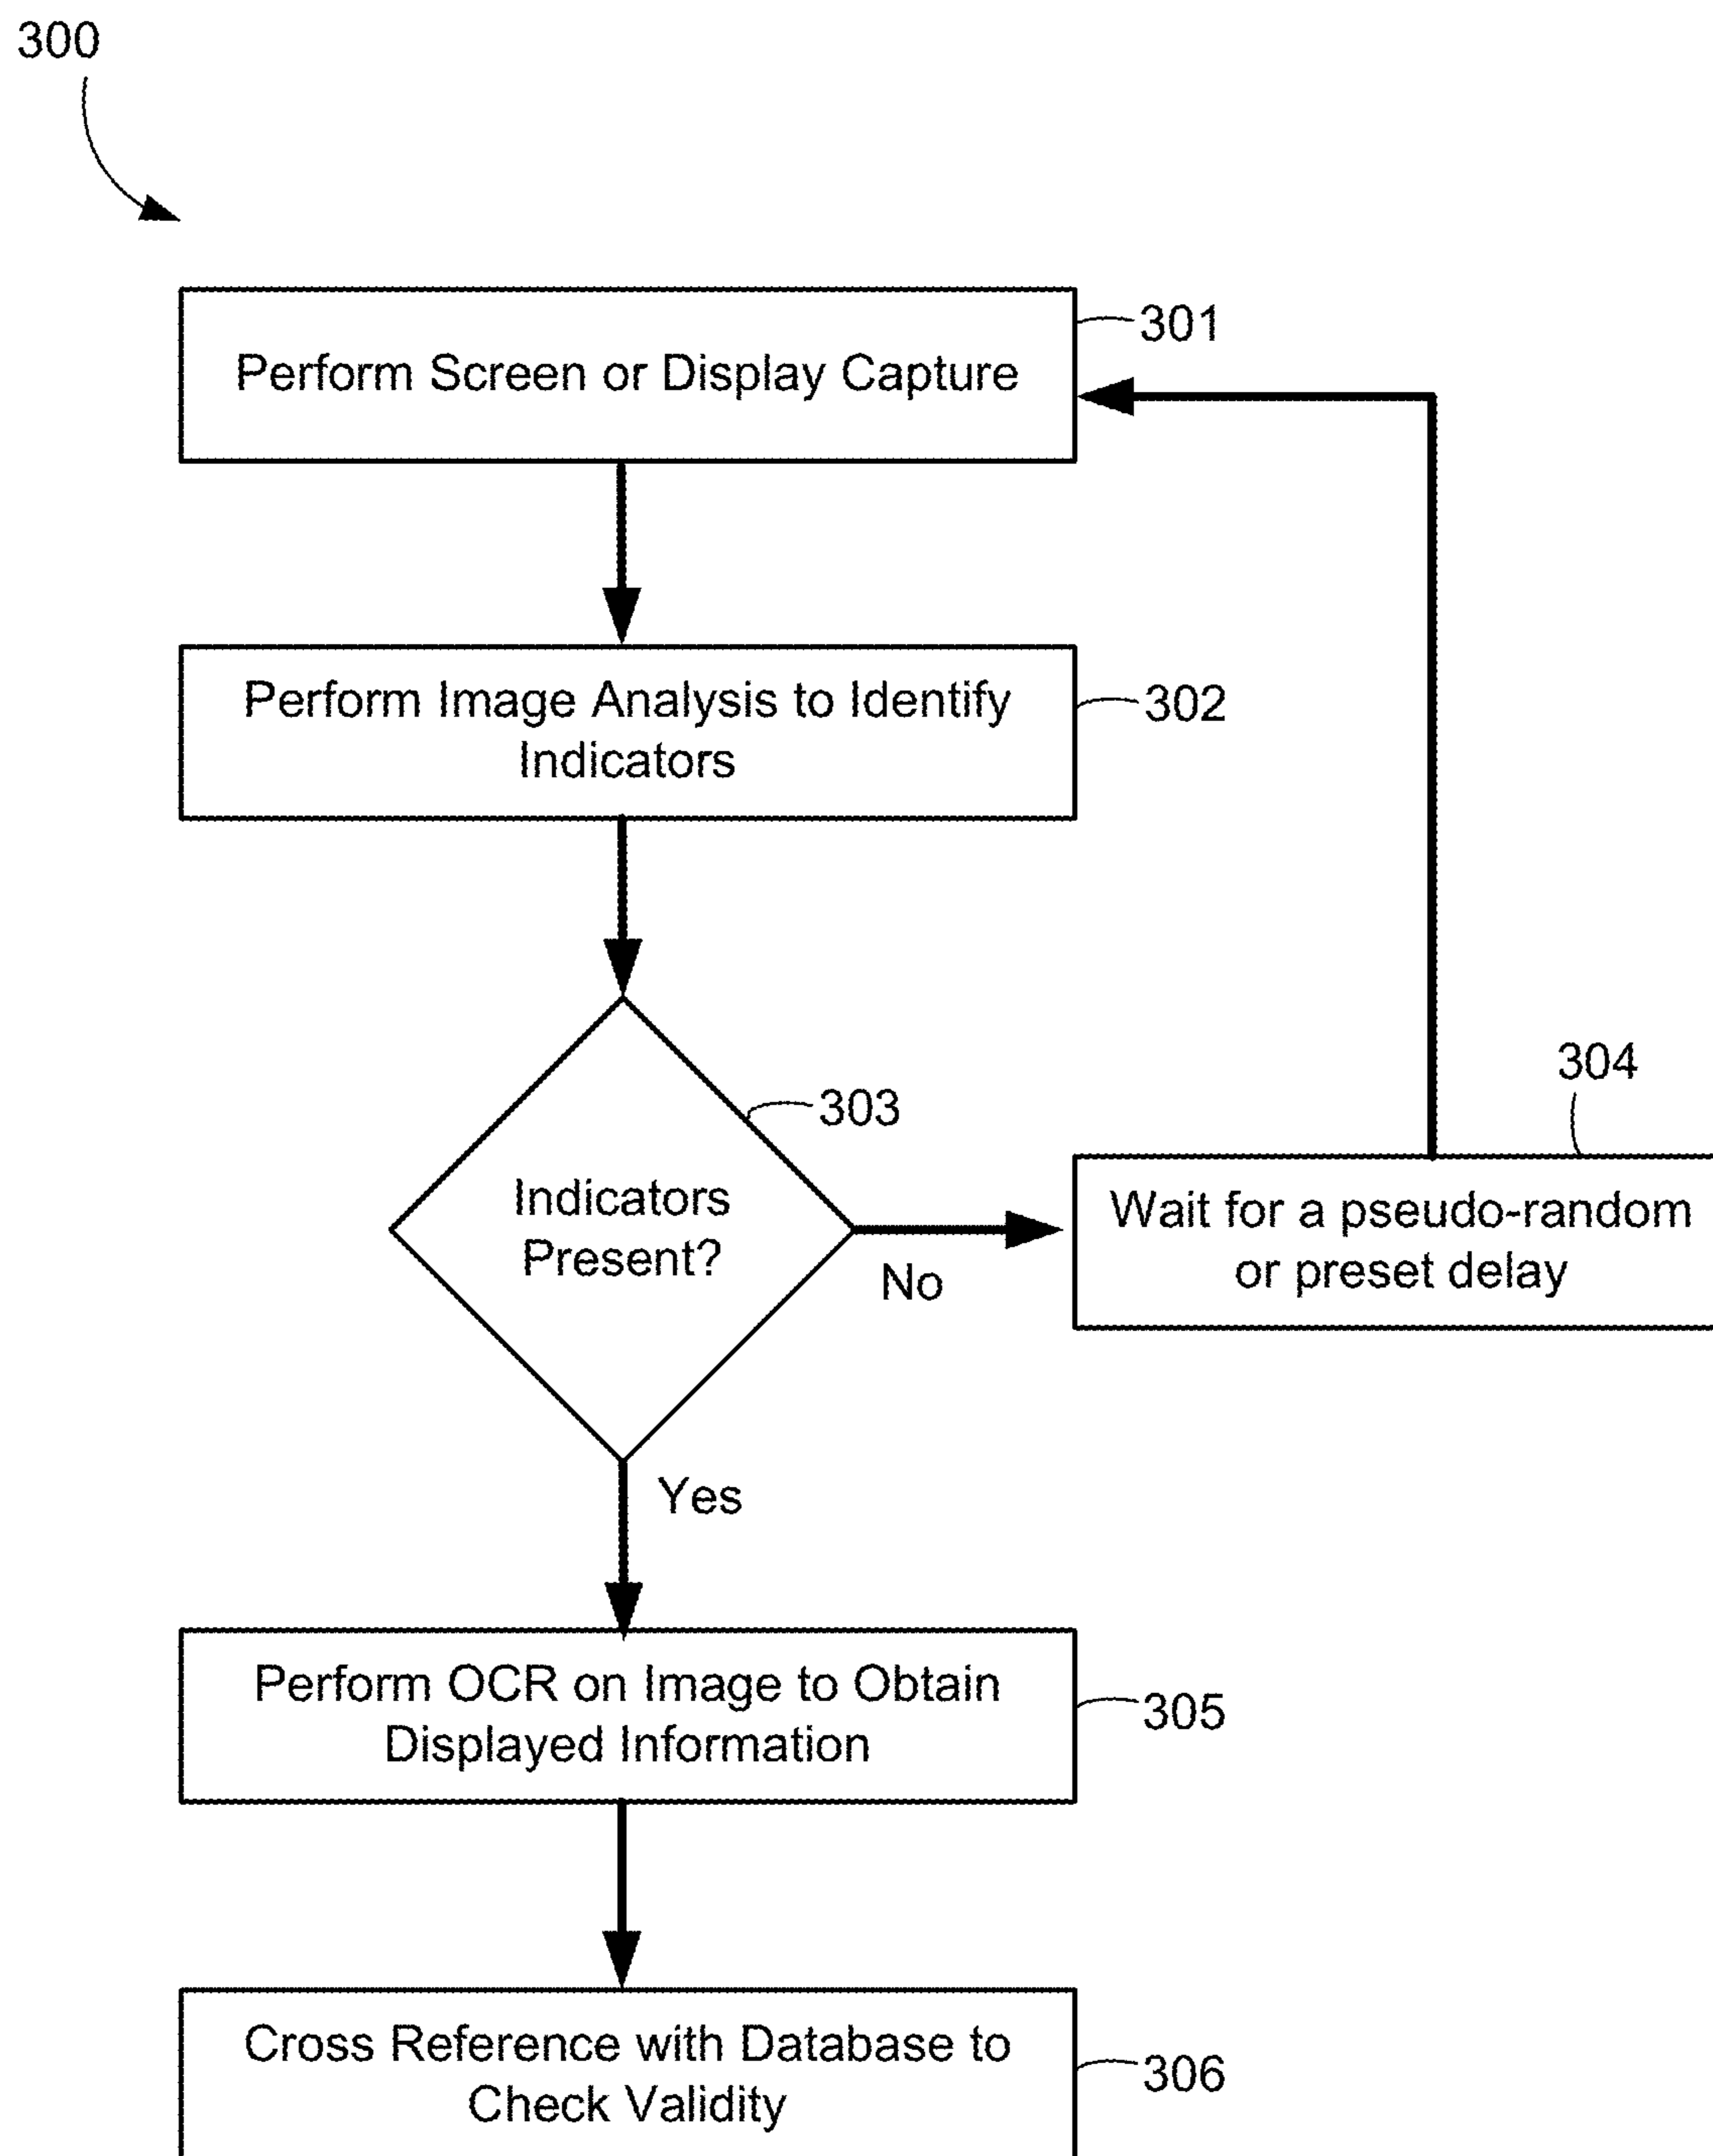 300
301
Perform Screen or Display Capture
Perform Image Analysis to Identify
Indicators
302
303
Indicators
Present?
No
304
Wait for a pseudo-random
or preset delay
Yes
Perform OCR on Image to Obtain
Displayed Information
305
Cross Reference with Database to
Check Validity
306